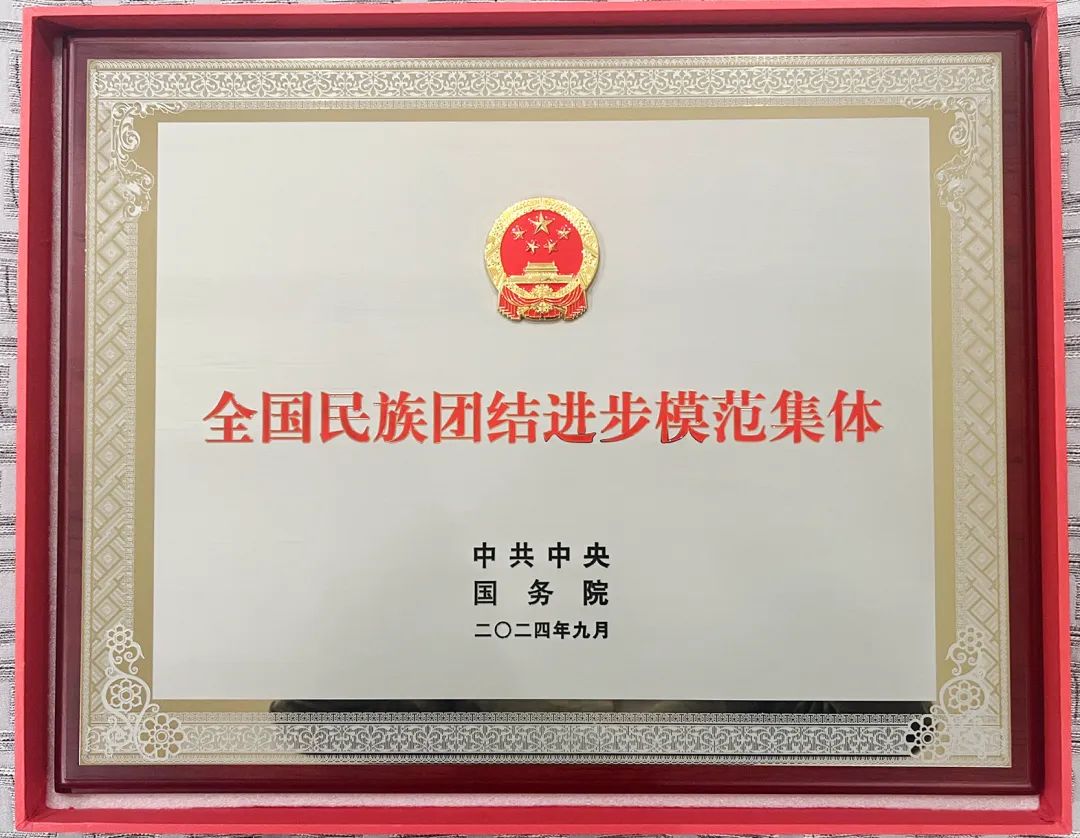 全国民族团结进步模范集体
中共中央
国务院
二〇二四年九月